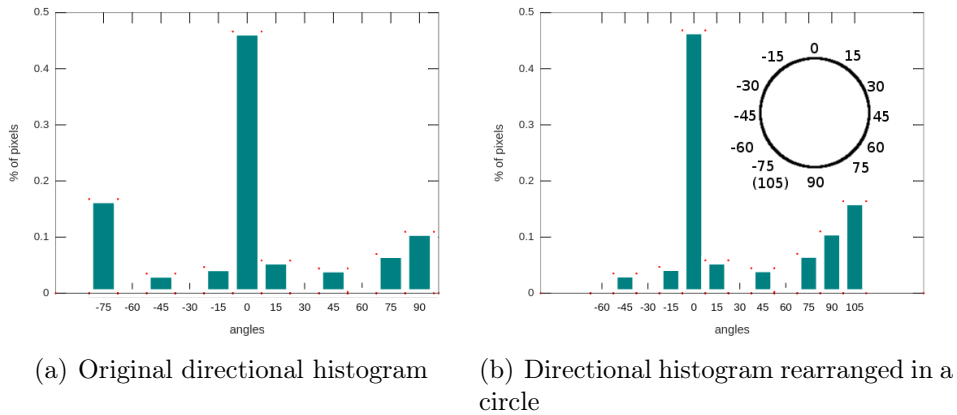 0.5
0.4
0.3
0.2
0.1
0
% of pixels
-75 -60 -45 -30 -15 0 15 30 45 60 75 90
angles
(a) Original directional histogram
0.5
0.4
0.3
0.2
0.1
0
% of pixels
0
-15 15
-30 30
-45 45
-60 60
-75 75
(105) 90
-60 -45 -30 -15 0 15 30 45 60 75 90 105
angles
(b) Directional histogram rearranged in a
circle